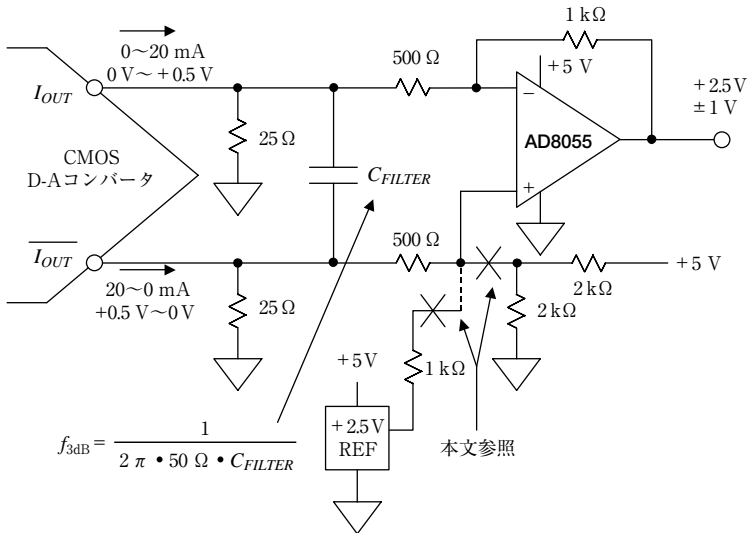 0~20 mA
0 V~+0.5 V
I_OUT
CMOS
D-Aコンバータ
25 Ω
C_FILTER
500 Ω
1 kΩ
+5 V
−
AD8055
+
+2.5V
±1 V
\overline{I_OUT}
20~0 mA
+0.5 V~0 V
25 Ω
500 Ω
2 kΩ
+5 V
2 kΩ
1 kΩ
+5V
+2.5V
REF
本文参照
f_3dB = 1 / (2 π • 50 Ω • C_FILTER)